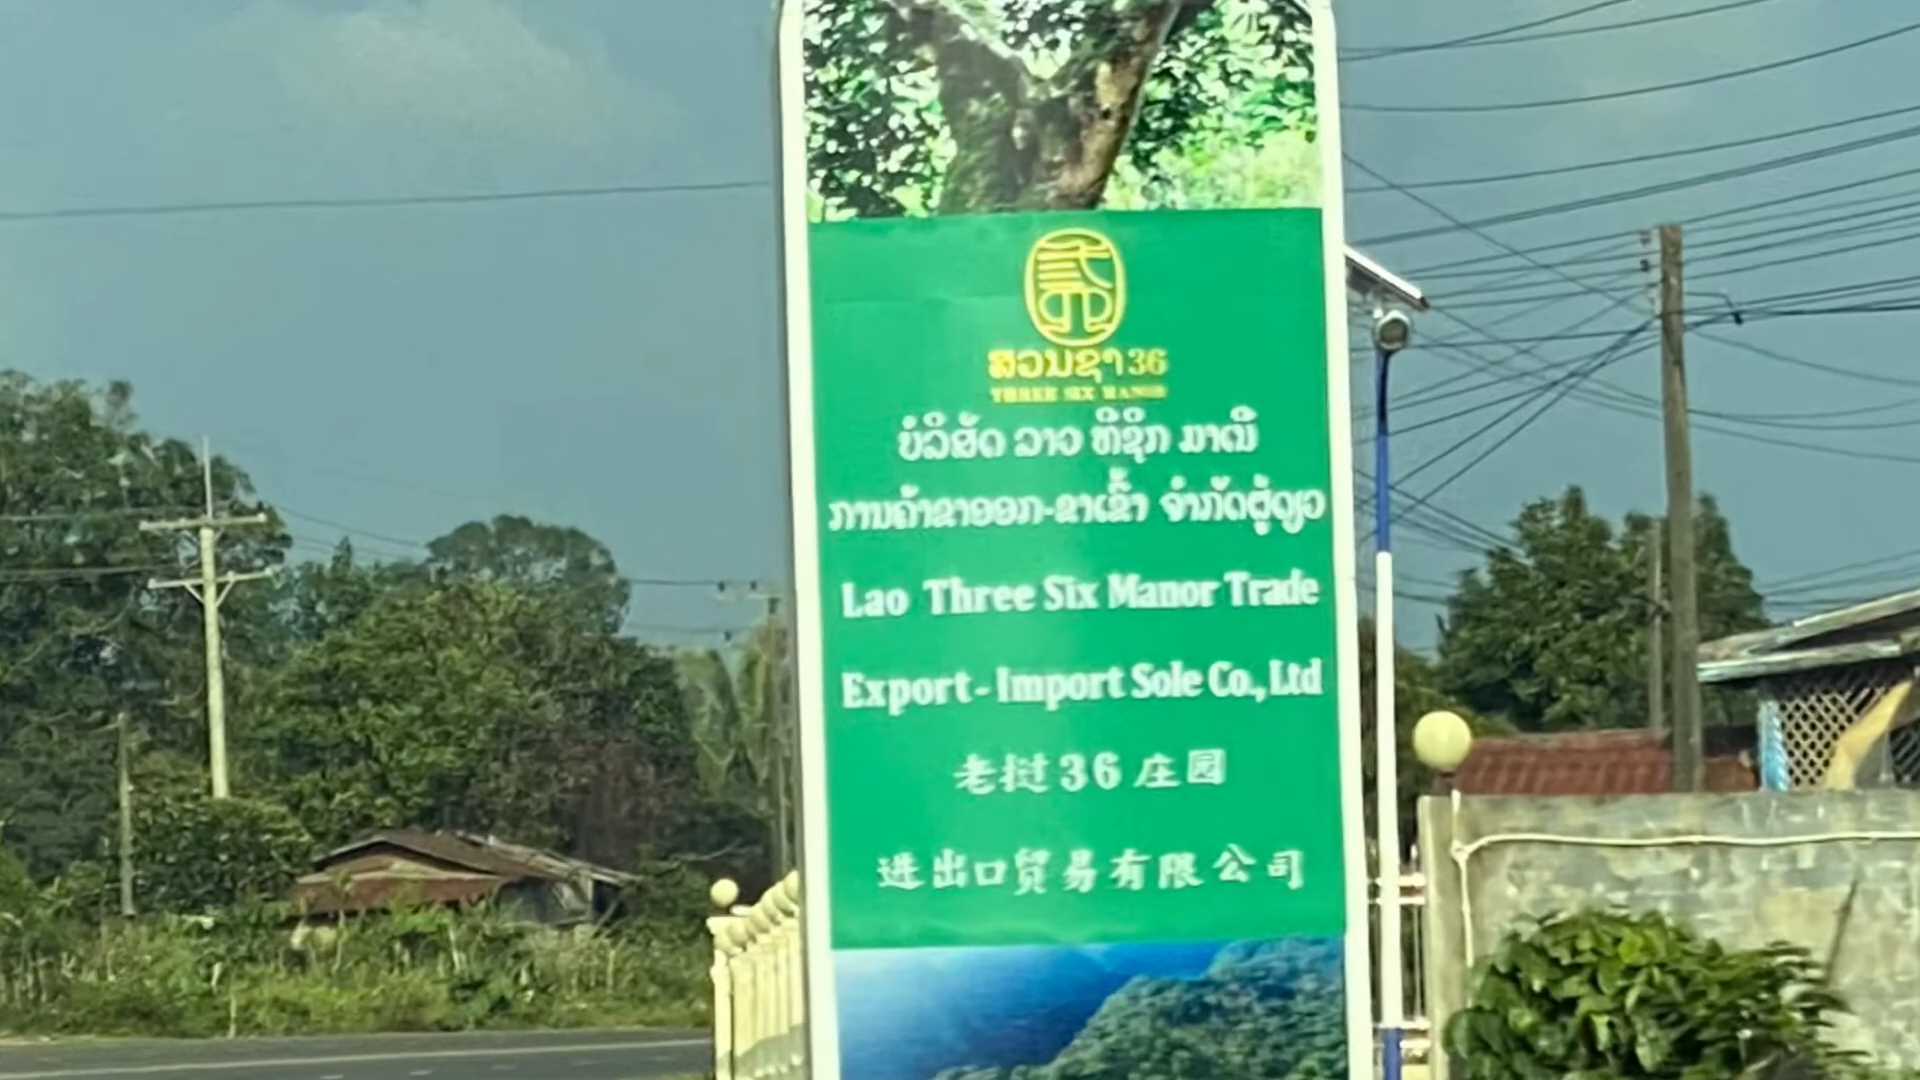 ສວນຊາ 36
THREE SIX MANOR
ບໍລິສັດ ລາວ ທີຊິກ ມາເນີ
ການຄ້າຂາອອກ-ຂາເຂົ້າ ຈຳກັດຜູ້ດຽວ
Lao Three Six Manor Trade
Export - Import Sole Co., Ltd
老挝36庄园
进出口贸易有限公司